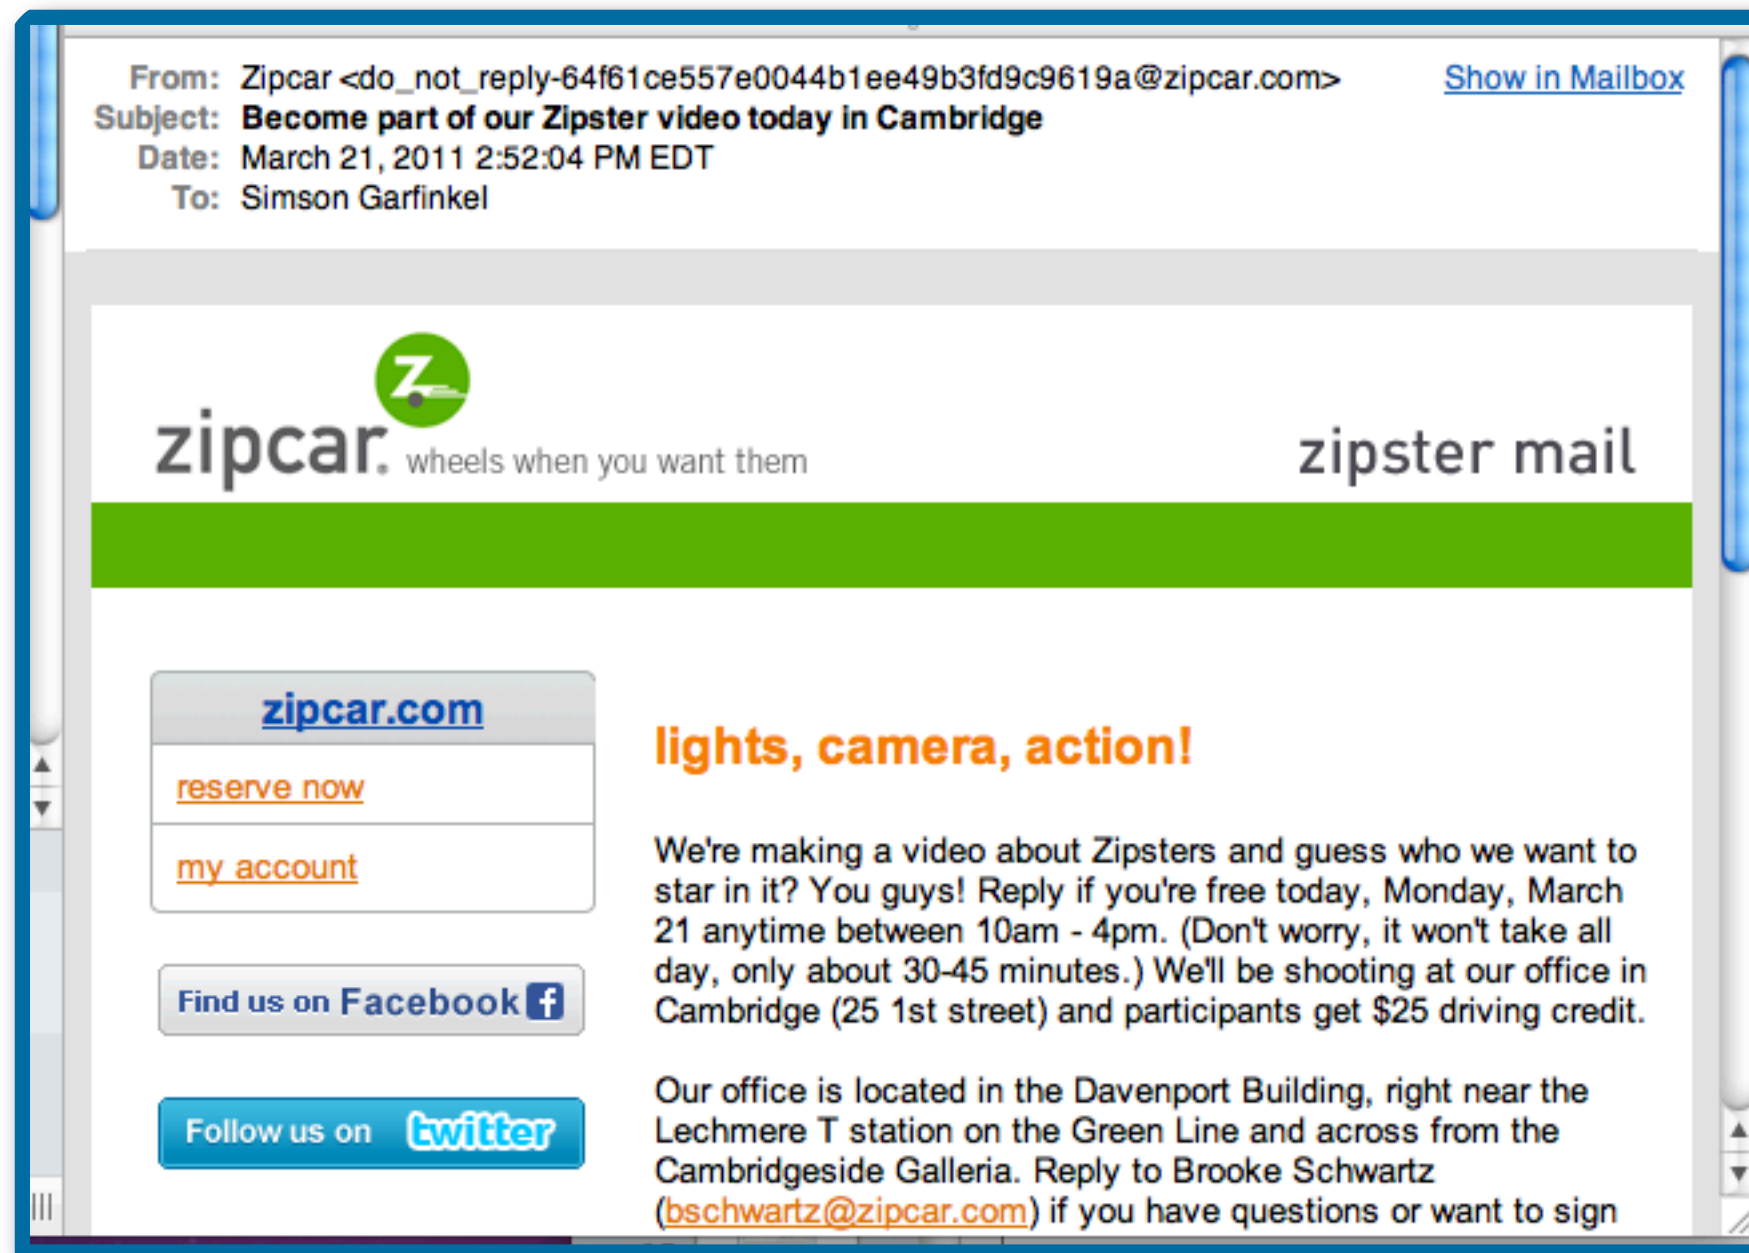 From: Zipcar <do_not_reply-64f61ce557e0044b1ee49b3fd9c9619a@zipcar.com> Show in Mailbox
Subject: Become part of our Zipster video today in Cambridge
Date: March 21, 2011 2:52:04 PM EDT
To: Simson Garfinkel
Z
zipcar. wheels when you want them
zipster mail
zipcar.com
reserve now
my account
Find us on Facebook f
Follow us on twitter
lights, camera, action!
We're making a video about Zipsters and guess who we want to
star in it? You guys! Reply if you're free today, Monday, March
21 anytime between 10am - 4pm. (Don't worry, it won't take all
day, only about 30-45 minutes.) We'll be shooting at our office in
Cambridge (25 1st street) and participants get $25 driving credit.
Our office is located in the Davenport Building, right near the
Lechmere T station on the Green Line and across from the
Cambridgeside Galleria. Reply to Brooke Schwartz
(bschwartz@zipcar.com) if you have questions or want to sign